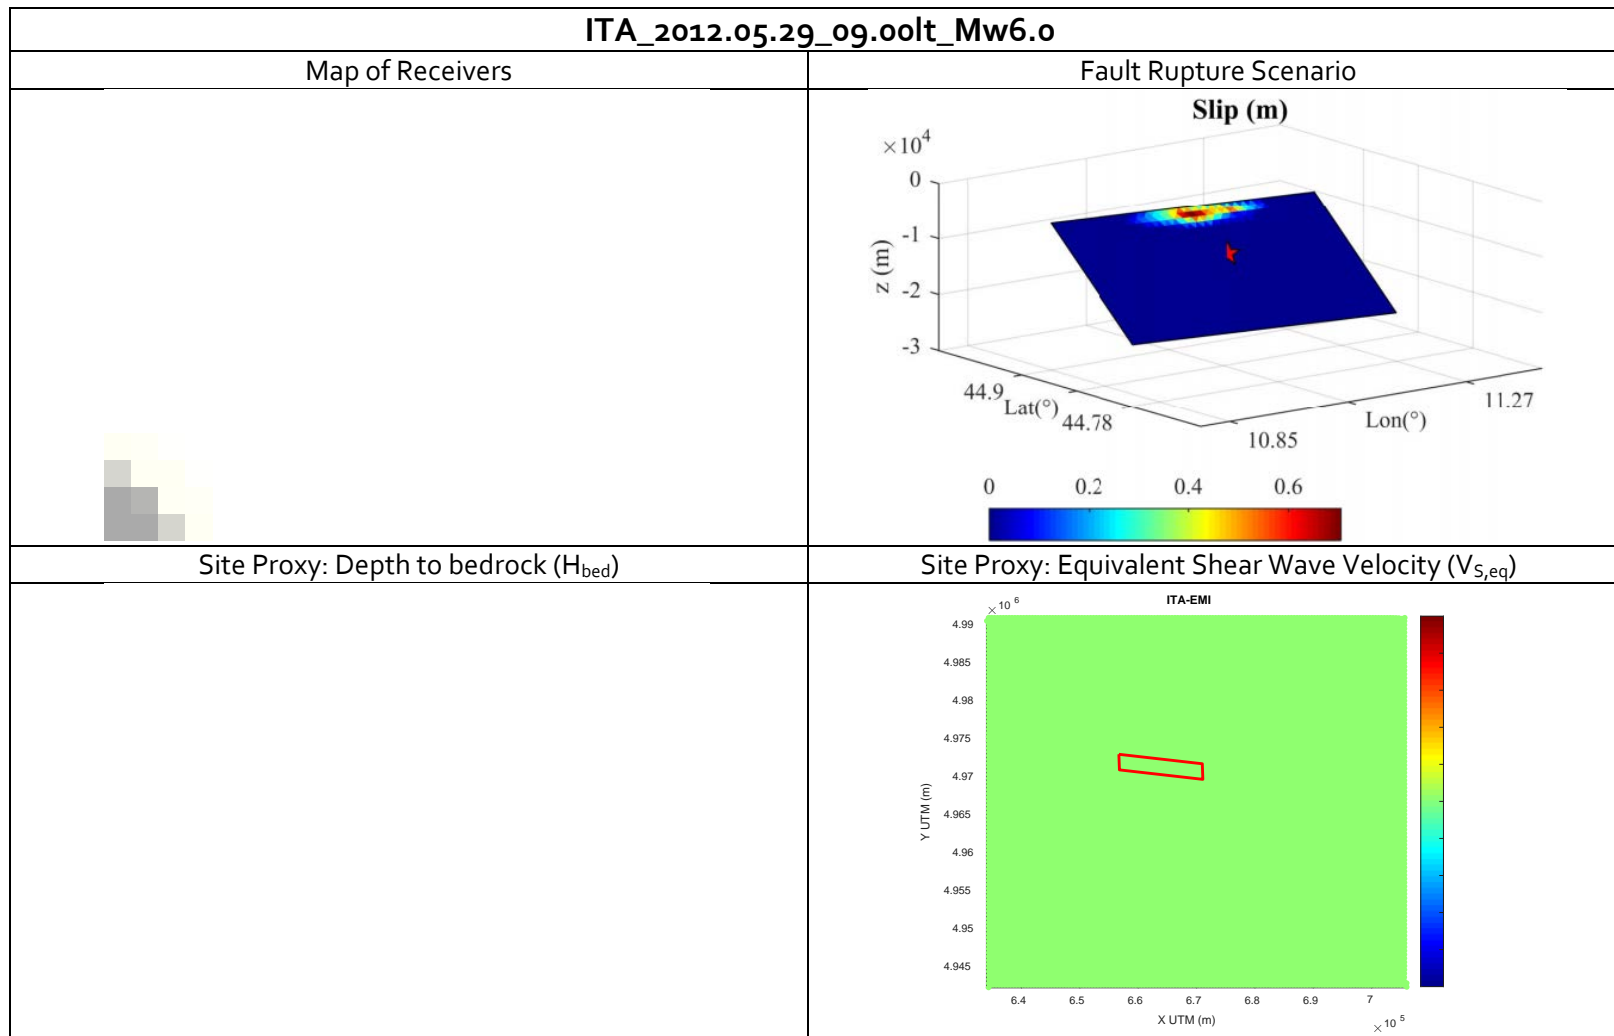 ITA_2012.05.29_09.00lt_Mw6.0
Map of Receivers
Fault Rupture Scenario
Slip (m)
×10⁴
0
-1
-2
-3
z (m)
44.9
Lat(°)
44.78
10.85
Lon(°)
11.27
0 0.2 0.4 0.6
Site Proxy: Depth to bedrock (Hbed)
Site Proxy: Equivalent Shear Wave Velocity (VS,eq)
ITA-EMI
×10⁶
4.99
4.985
4.98
4.975
4.97
4.965
4.96
4.955
4.95
4.945
Y UTM (m)
6.4 6.5 6.6 6.7 6.8 6.9 7
X UTM (m)
×10⁵